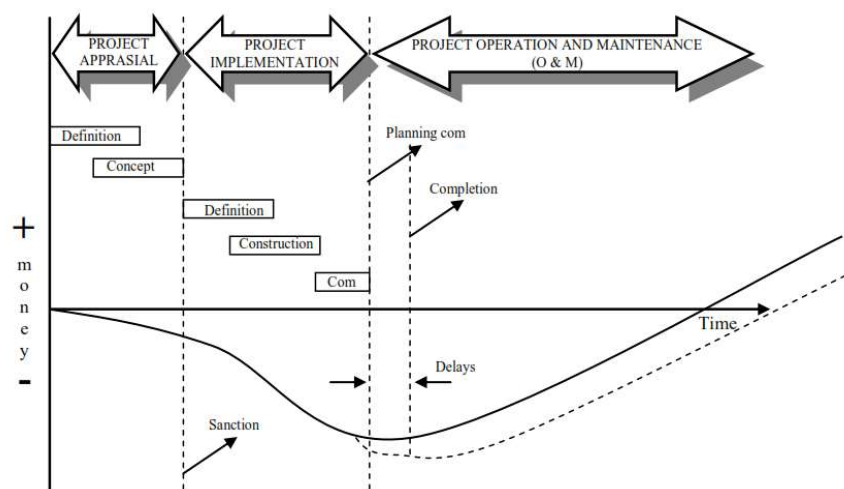 PROJECT
APPRASIAL
PROJECT
IMPLEMENTATION
PROJECT OPERATION AND MAINTENANCE
(O & M)
Definition
Planning com
Concept
Completion
Definition
Construction
Com
+
m
o
n
e
y
-
Time
Delays
Sanction